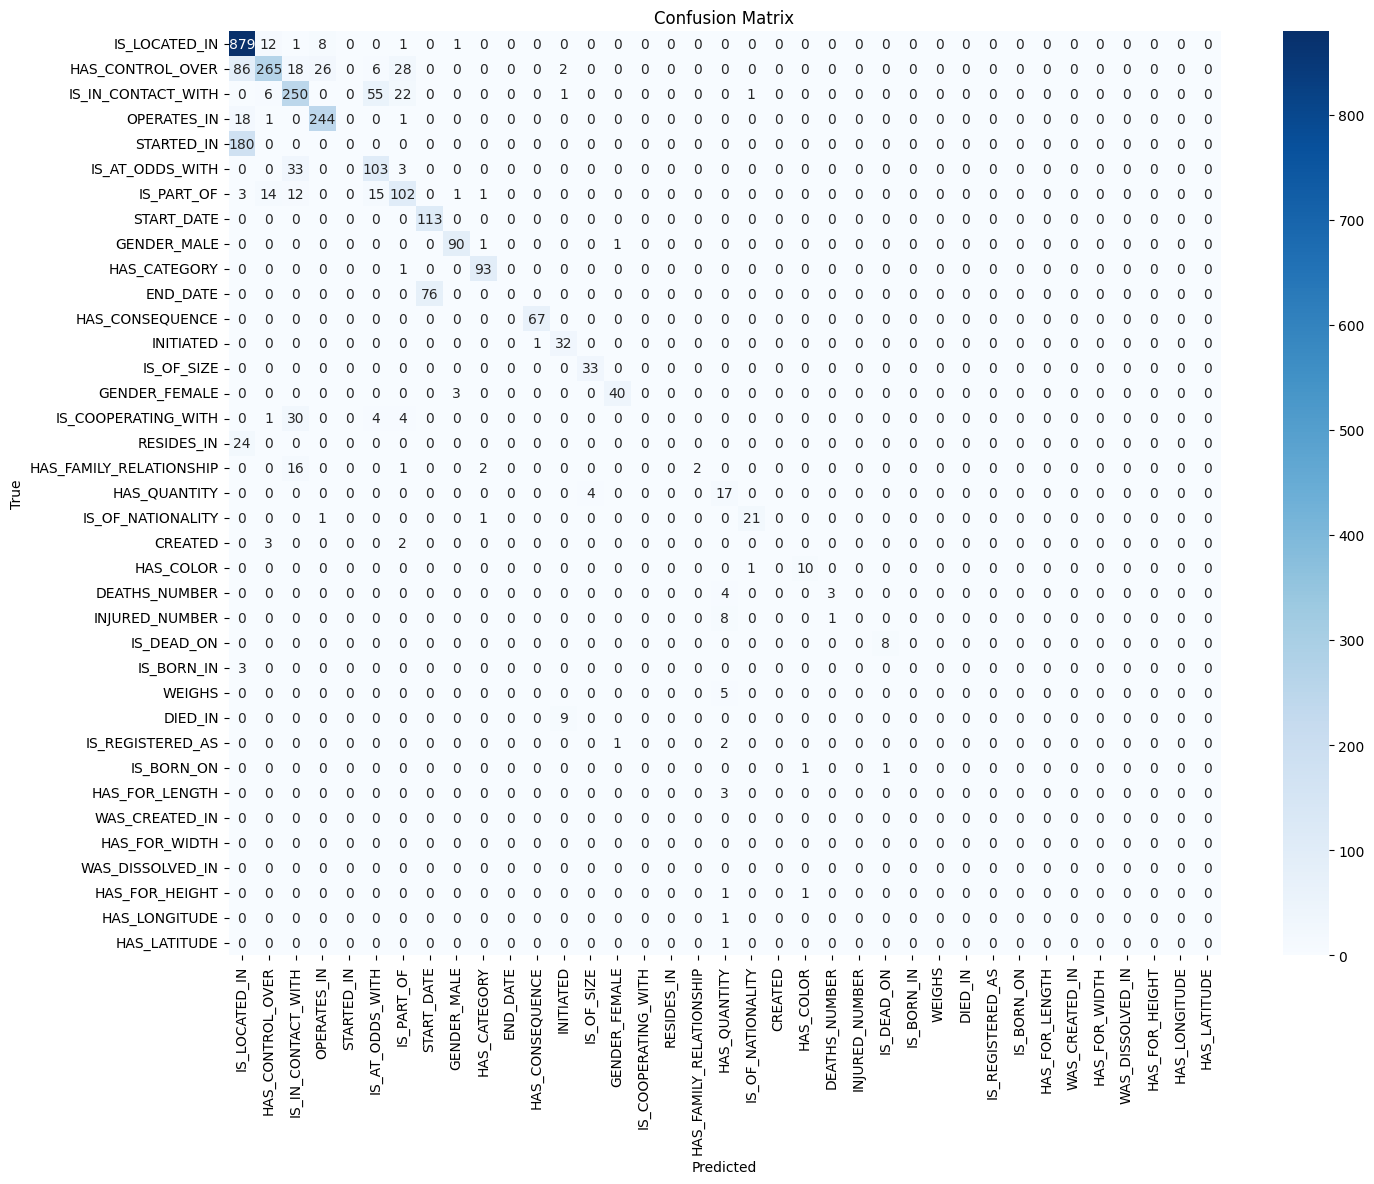 Confusion Matrix
IS_LOCATED_IN 879 12 1 8 0 0 1 0 1 0 0 0 0 0 0 0 0 0 0 0 0 0 0 0 0 0 0 0 0 0 0 0 0 0 0 0 0
HAS_CONTROL_OVER 86 265 18 26 0 6 28 0 0 0 0 0 2 0 0 0 0 0 0 0 0 0 0 0 0 0 0 0 0 0 0 0 0 0 0 0 0
IS_IN_CONTACT_WITH 0 6 250 0 0 55 22 0 0 0 0 0 1 0 0 0 0 0 0 1 0 0 0 0 0 0 0 0 0 0 0 0 0 0 0 0 0
OPERATES_IN 18 1 0 244 0 0 1 0 0 0 0 0 0 0 0 0 0 0 0 0 0 0 0 0 0 0 0 0 0 0 0 0 0 0 0 0 0
STARTED_IN 180 0 0 0 0 0 0 0 0 0 0 0 0 0 0 0 0 0 0 0 0 0 0 0 0 0 0 0 0 0 0 0 0 0 0 0 0
IS_AT_ODDS_WITH 0 0 33 0 0 103 3 0 0 0 0 0 0 0 0 0 0 0 0 0 0 0 0 0 0 0 0 0 0 0 0 0 0 0 0 0 0
IS_PART_OF 3 14 12 0 0 15 102 0 1 1 0 0 0 0 0 0 0 0 0 0 0 0 0 0 0 0 0 0 0 0 0 0 0 0 0 0 0
START_DATE 0 0 0 0 0 0 0 113 0 0 0 0 0 0 0 0 0 0 0 0 0 0 0 0 0 0 0 0 0 0 0 0 0 0 0 0 0
GENDER_MALE 0 0 0 0 0 0 0 0 90 1 0 0 0 0 1 0 0 0 0 0 0 0 0 0 0 0 0 0 0 0 0 0 0 0 0 0 0
HAS_CATEGORY 0 0 0 0 0 0 1 0 0 93 0 0 0 0 0 0 0 0 0 0 0 0 0 0 0 0 0 0 0 0 0 0 0 0 0 0 0
END_DATE 0 0 0 0 0 0 0 76 0 0 0 0 0 0 0 0 0 0 0 0 0 0 0 0 0 0 0 0 0 0 0 0 0 0 0 0 0
HAS_CONSEQUENCE 0 0 0 0 0 0 0 0 0 0 0 67 0 0 0 0 0 0 0 0 0 0 0 0 0 0 0 0 0 0 0 0 0 0 0 0 0
INITIATED 0 0 0 0 0 0 0 0 0 0 0 1 32 0 0 0 0 0 0 0 0 0 0 0 0 0 0 0 0 0 0 0 0 0 0 0 0
IS_OF_SIZE 0 0 0 0 0 0 0 0 0 0 0 0 0 33 0 0 0 0 0 0 0 0 0 0 0 0 0 0 0 0 0 0 0 0 0 0 0
GENDER_FEMALE 0 0 0 0 0 0 0 0 3 0 0 0 0 0 40 0 0 0 0 0 0 0 0 0 0 0 0 0 0 0 0 0 0 0 0 0 0
IS_COOPERATING_WITH 0 1 30 0 0 4 4 0 0 0 0 0 0 0 0 0 0 0 0 0 0 0 0 0 0 0 0 0 0 0 0 0 0 0 0 0 0
RESIDES_IN 24 0 0 0 0 0 0 0 0 0 0 0 0 0 0 0 0 0 0 0 0 0 0 0 0 0 0 0 0 0 0 0 0 0 0 0 0
HAS_FAMILY_RELATIONSHIP 0 0 16 0 0 0 1 0 0 2 0 0 0 0 0 0 0 2 0 0 0 0 0 0 0 0 0 0 0 0 0 0 0 0 0 0 0
HAS_QUANTITY 0 0 0 0 0 0 0 0 0 0 0 0 0 4 0 0 0 0 17 0 0 0 0 0 0 0 0 0 0 0 0 0 0 0 0 0 0
IS_OF_NATIONALITY 0 0 0 1 0 0 0 0 0 1 0 0 0 0 0 0 0 0 0 21 0 0 0 0 0 0 0 0 0 0 0 0 0 0 0 0 0
CREATED 0 3 0 0 0 0 2 0 0 0 0 0 0 0 0 0 0 0 0 0 0 0 0 0 0 0 0 0 0 0 0 0 0 0 0 0 0
HAS_COLOR 0 0 0 0 0 0 0 0 0 0 0 0 0 0 0 0 0 0 0 1 0 10 0 0 0 0 0 0 0 0 0 0 0 0 0 0 0
DEATHS_NUMBER 0 0 0 0 0 0 0 0 0 0 0 0 0 0 0 0 0 0 4 0 0 0 3 0 0 0 0 0 0 0 0 0 0 0 0 0 0
INJURED_NUMBER 0 0 0 0 0 0 0 0 0 0 0 0 0 0 0 0 0 0 8 0 0 0 1 0 0 0 0 0 0 0 0 0 0 0 0 0 0
IS_DEAD_ON 0 0 0 0 0 0 0 0 0 0 0 0 0 0 0 0 0 0 0 0 0 0 0 0 8 0 0 0 0 0 0 0 0 0 0 0 0
IS_BORN_IN 3 0 0 0 0 0 0 0 0 0 0 0 0 0 0 0 0 0 0 0 0 0 0 0 0 0 0 0 0 0 0 0 0 0 0 0 0
WEIGHS 0 0 0 0 0 0 0 0 0 0 0 0 0 0 0 0 0 0 5 0 0 0 0 0 0 0 0 0 0 0 0 0 0 0 0 0 0
DIED_IN 0 0 0 0 0 0 0 0 0 0 0 0 9 0 0 0 0 0 0 0 0 0 0 0 0 0 0 0 0 0 0 0 0 0 0 0 0
IS_REGISTERED_AS 0 0 0 0 0 0 0 0 0 0 0 0 0 0 1 0 0 0 2 0 0 0 0 0 0 0 0 0 0 0 0 0 0 0 0 0 0
IS_BORN_ON 0 0 0 0 0 0 0 0 0 0 0 0 0 0 0 0 0 0 0 0 0 1 0 0 1 0 0 0 0 0 0 0 0 0 0 0 0
HAS_FOR_LENGTH 0 0 0 0 0 0 0 0 0 0 0 0 0 0 0 0 0 0 3 0 0 0 0 0 0 0 0 0 0 0 0 0 0 0 0 0 0
WAS_CREATED_IN 0 0 0 0 0 0 0 0 0 0 0 0 0 0 0 0 0 0 0 0 0 0 0 0 0 0 0 0 0 0 0 0 0 0 0 0 0
HAS_FOR_WIDTH 0 0 0 0 0 0 0 0 0 0 0 0 0 0 0 0 0 0 0 0 0 0 0 0 0 0 0 0 0 0 0 0 0 0 0 0 0
WAS_DISSOLVED_IN 0 0 0 0 0 0 0 0 0 0 0 0 0 0 0 0 0 0 0 0 0 0 0 0 0 0 0 0 0 0 0 0 0 0 0 0 0
HAS_FOR_HEIGHT 0 0 0 0 0 0 0 0 0 0 0 0 0 0 0 0 0 0 1 0 0 1 0 0 0 0 0 0 0 0 0 0 0 0 0 0 0
HAS_LONGITUDE 0 0 0 0 0 0 0 0 0 0 0 0 0 0 0 0 0 0 1 0 0 0 0 0 0 0 0 0 0 0 0 0 0 0 0 0 0
HAS_LATITUDE 0 0 0 0 0 0 0 0 0 0 0 0 0 0 0 0 0 0 1 0 0 0 0 0 0 0 0 0 0 0 0 0 0 0 0 0 0
True
IS_LOCATED_IN
HAS_CONTROL_OVER
IS_IN_CONTACT_WITH
OPERATES_IN
STARTED_IN
IS_AT_ODDS_WITH
IS_PART_OF
START_DATE
GENDER_MALE
HAS_CATEGORY
END_DATE
HAS_CONSEQUENCE
INITIATED
IS_OF_SIZE
GENDER_FEMALE
IS_COOPERATING_WITH
RESIDES_IN
HAS_FAMILY_RELATIONSHIP
HAS_QUANTITY
IS_OF_NATIONALITY
CREATED
HAS_COLOR
DEATHS_NUMBER
INJURED_NUMBER
IS_DEAD_ON
IS_BORN_IN
WEIGHS
DIED_IN
IS_REGISTERED_AS
IS_BORN_ON
HAS_FOR_LENGTH
WAS_CREATED_IN
HAS_FOR_WIDTH
WAS_DISSOLVED_IN
HAS_FOR_HEIGHT
HAS_LONGITUDE
HAS_LATITUDE
Predicted
800
700
600
500
400
300
200
100
0